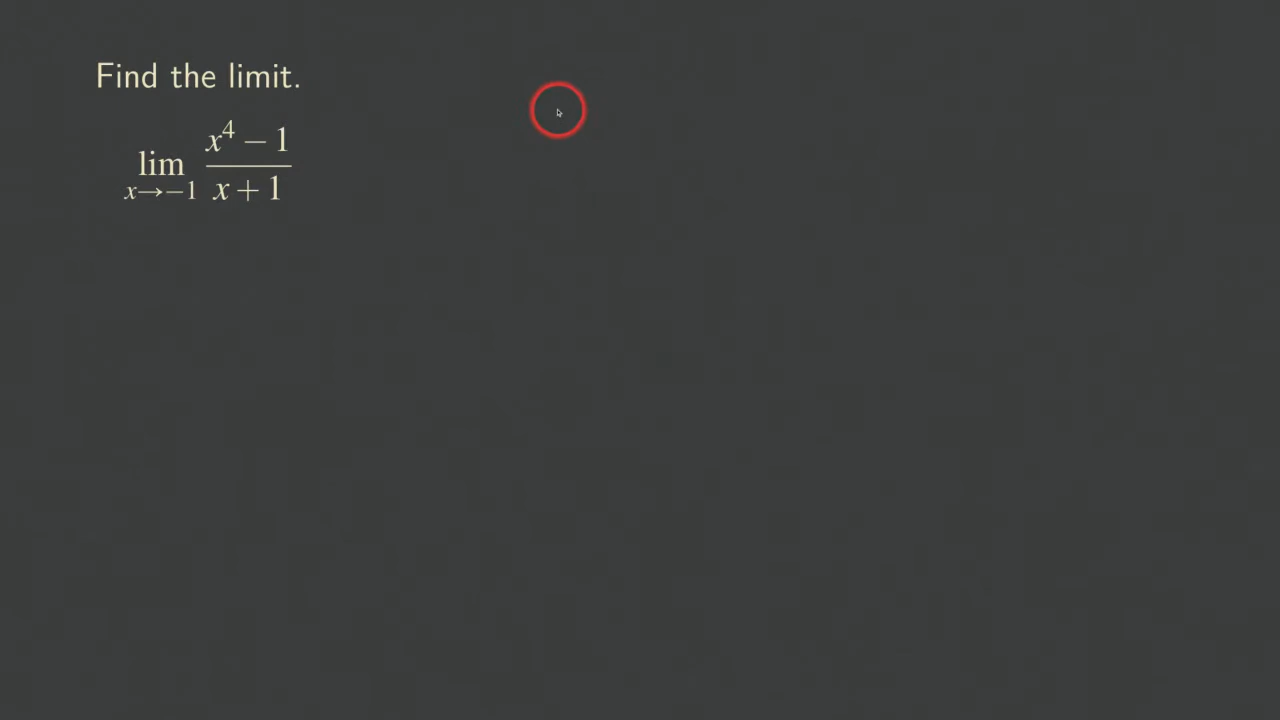 Find the limit.
lim x→−1 x⁴ − 1 / x + 1